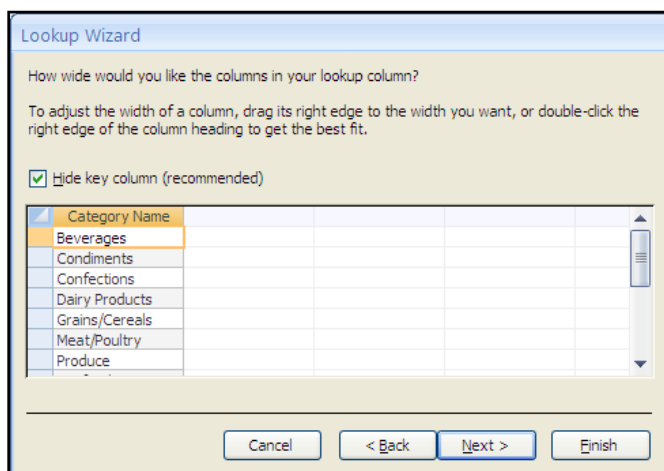 Lookup Wizard
How wide would you like the columns in your lookup column?
To adjust the width of a column, drag its right edge to the width you want, or double-click the
right edge of the column heading to get the best fit.
Hide key column (recommended)
Category Name
Beverages
Condiments
Confections
Dairy Products
Grains/Cereals
Meat/Poultry
Produce
Cancel
< Back
Next >
Finish